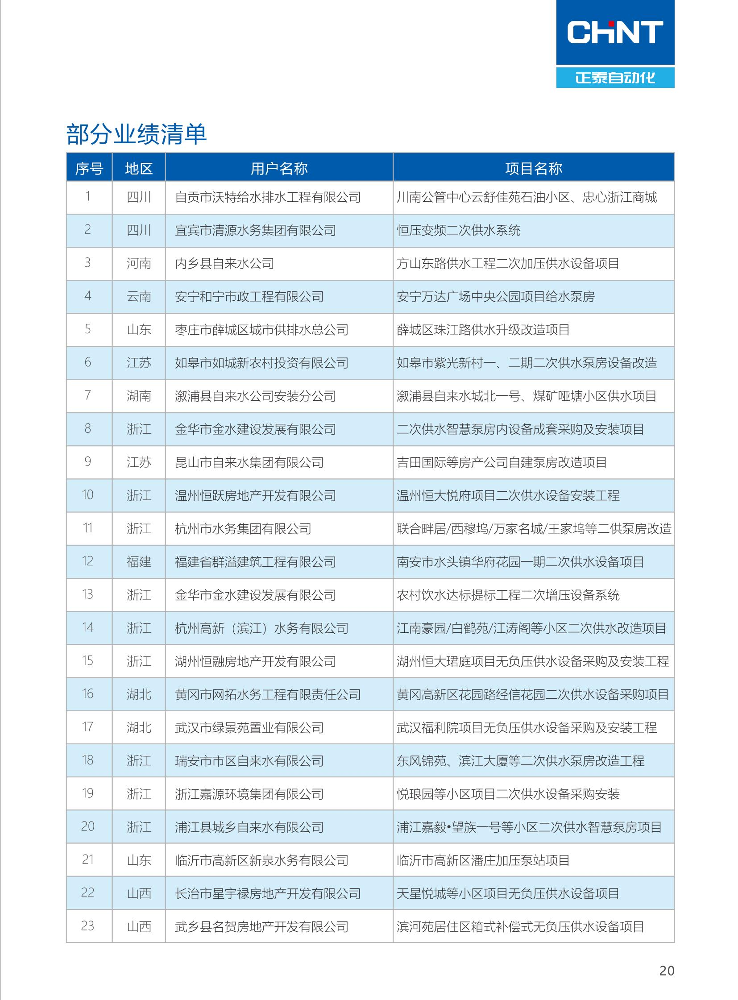 CHNT
正泰自动化
部分业绩清单
序号 地区 用户名称 项目名称
1 四川 自贡市沃特给水排水工程有限公司 川南公管中心云舒佳苑石油小区、忠心浙江商城
2 四川 宜宾市清源水务集团有限公司 恒压变频二次供水系统
3 河南 内乡县自来水公司 方山东路供水工程二次加压供水设备项目
4 云南 安宁和宁市政工程有限公司 安宁万达广场中央公园项目给水泵房
5 山东 枣庄市薛城区城市供排水总公司 薛城区珠江路供水升级改造项目
6 江苏 如皋市如城新农村投资有限公司 如皋市紫光新村一、二期二次供水泵房设备改造
7 湖南 溆浦县自来水公司安装分公司 溆浦县自来水城北一号、煤矿哑塘小区供水项目
8 浙江 金华市金水建设发展有限公司 二次供水智慧泵房内设备成套采购及安装项目
9 江苏 昆山市自来水集团有限公司 吉田国际等房产公司自建泵房改造项目
10 浙江 温州恒跃房地产开发有限公司 温州恒大悦府项目二次供水设备安装工程
11 浙江 杭州市水务集团有限公司 联合畔居/西穆坞/万家名城/王家坞等二供泵房改造
12 福建 福建省群溢建筑工程有限公司 南安市水头镇华府花园一期二次供水设备项目
13 浙江 金华市金水建设发展有限公司 农村饮水达标提标工程二次增压设备系统
14 浙江 杭州高新（滨江）水务有限公司 江南豪园/白鹤苑/江涛阁等小区二次供水改造项目
15 浙江 湖州恒融房地产开发有限公司 湖州恒大珺庭项目无负压供水设备采购及安装工程
16 湖北 黄冈市网拓水务工程有限责任公司 黄冈高新区花园路经信花园二次供水设备采购项目
17 湖北 武汉市绿景苑置业有限公司 武汉福利院项目无负压供水设备采购及安装工程
18 浙江 瑞安市市区自来水有限公司 东风锦苑、滨江大厦等二次供水泵房改造工程
19 浙江 浙江嘉源环境集团有限公司 悦琅园等小区项目二次供水设备采购安装
20 浙江 浦江县城乡自来水有限公司 浦江嘉毅•望族一号等小区二次供水智慧泵房项目
21 山东 临沂市高新区新泉水务有限公司 临沂市高新区潘庄加压泵站项目
22 山西 长治市星宇禄房地产开发有限公司 天星悦城等小区项目无负压供水设备项目
23 山西 武乡县名贺房地产开发有限公司 滨河苑居住区箱式补偿式无负压供水设备项目
20